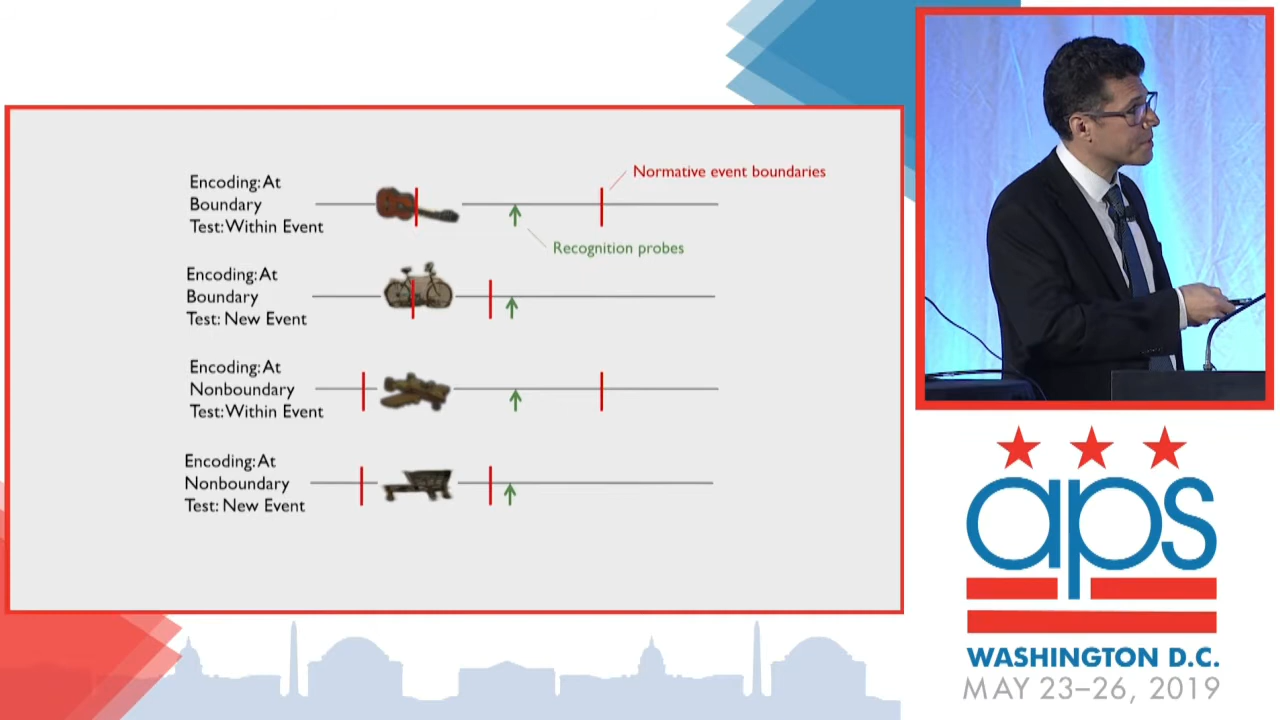 Encoding: At
Boundary
Test: Within Event
Normative event boundaries
Recognition probes
Encoding: At
Boundary
Test: New Event
Encoding: At
Nonboundary
Test: Within Event
Encoding: At
Nonboundary
Test: New Event
aps
WASHINGTON D.C.
MAY 23–26, 2019